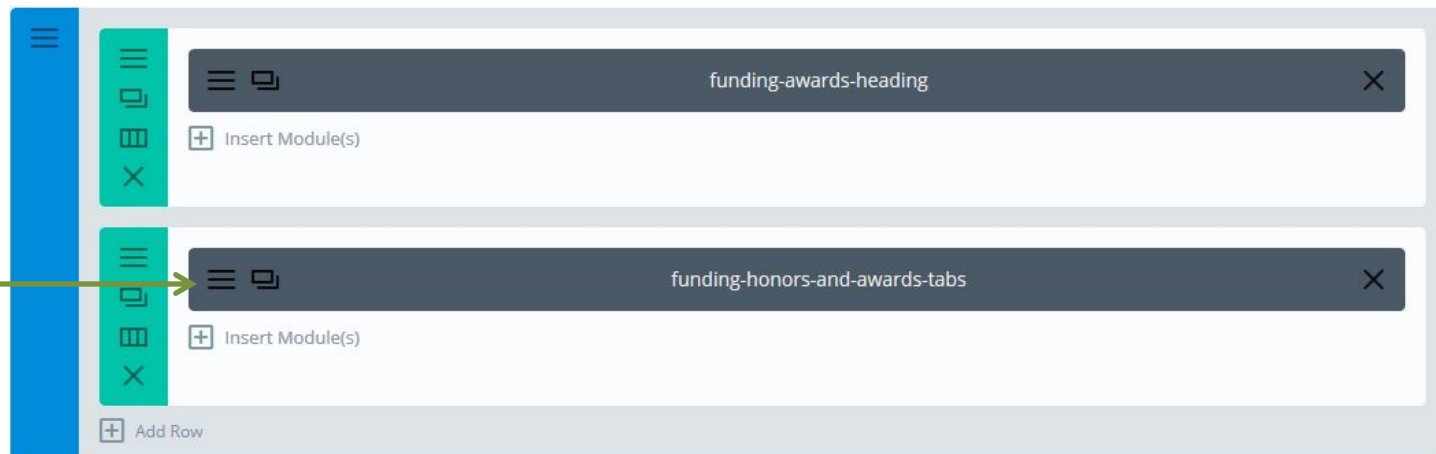 funding-awards-heading
Insert Module(s)
funding-honors-and-awards-tabs
Insert Module(s)
Add Row